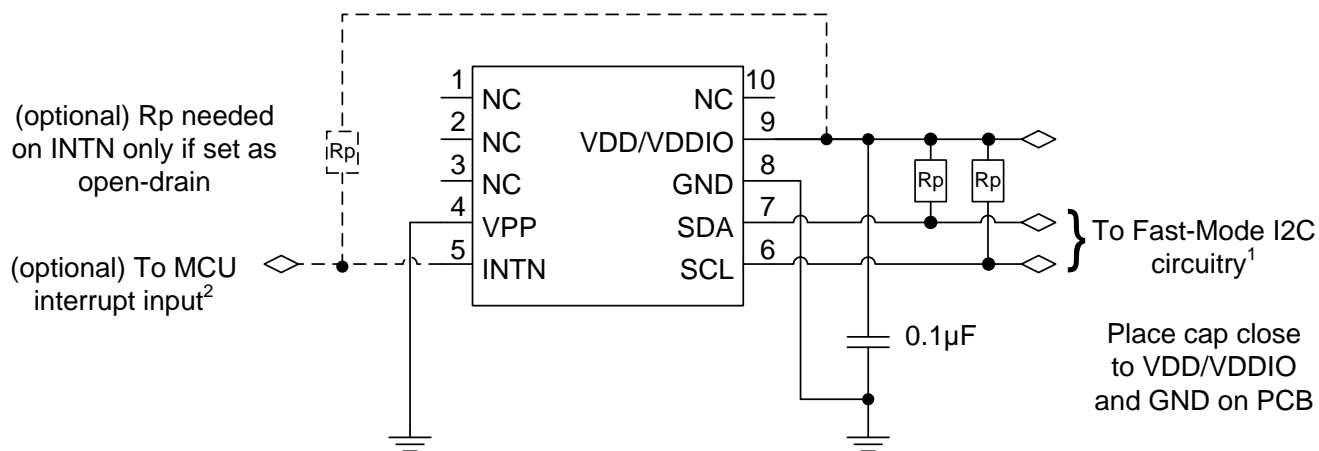 (optional) Rp needed
on INTN only if set as
open-drain
Rp
(optional) To MCU
interrupt input2
1
NC
2
NC
3
NC
4
VPP
5
INTN
10
NC
9
VDD/VDDIO
8
GND
7
SDA
6
SCL
Rp
Rp
0.1µF
} To Fast-Mode I2C
circuitry1
Place cap close
to VDD/VDDIO
and GND on PCB